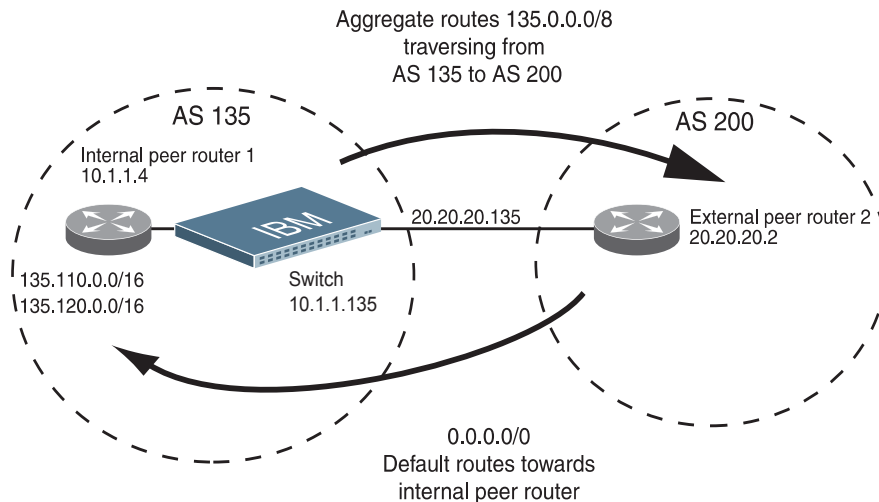 Aggregate routes 135.0.0.0/8
traversing from
AS 135 to AS 200
AS 135
AS 200
Internal peer router 1
10.1.1.4
IBM
20.20.20.135
External peer router 2
20.20.20.2
135.110.0.0/16
135.120.0.0/16
Switch
10.1.1.135
0.0.0.0/0
Default routes towards
internal peer router